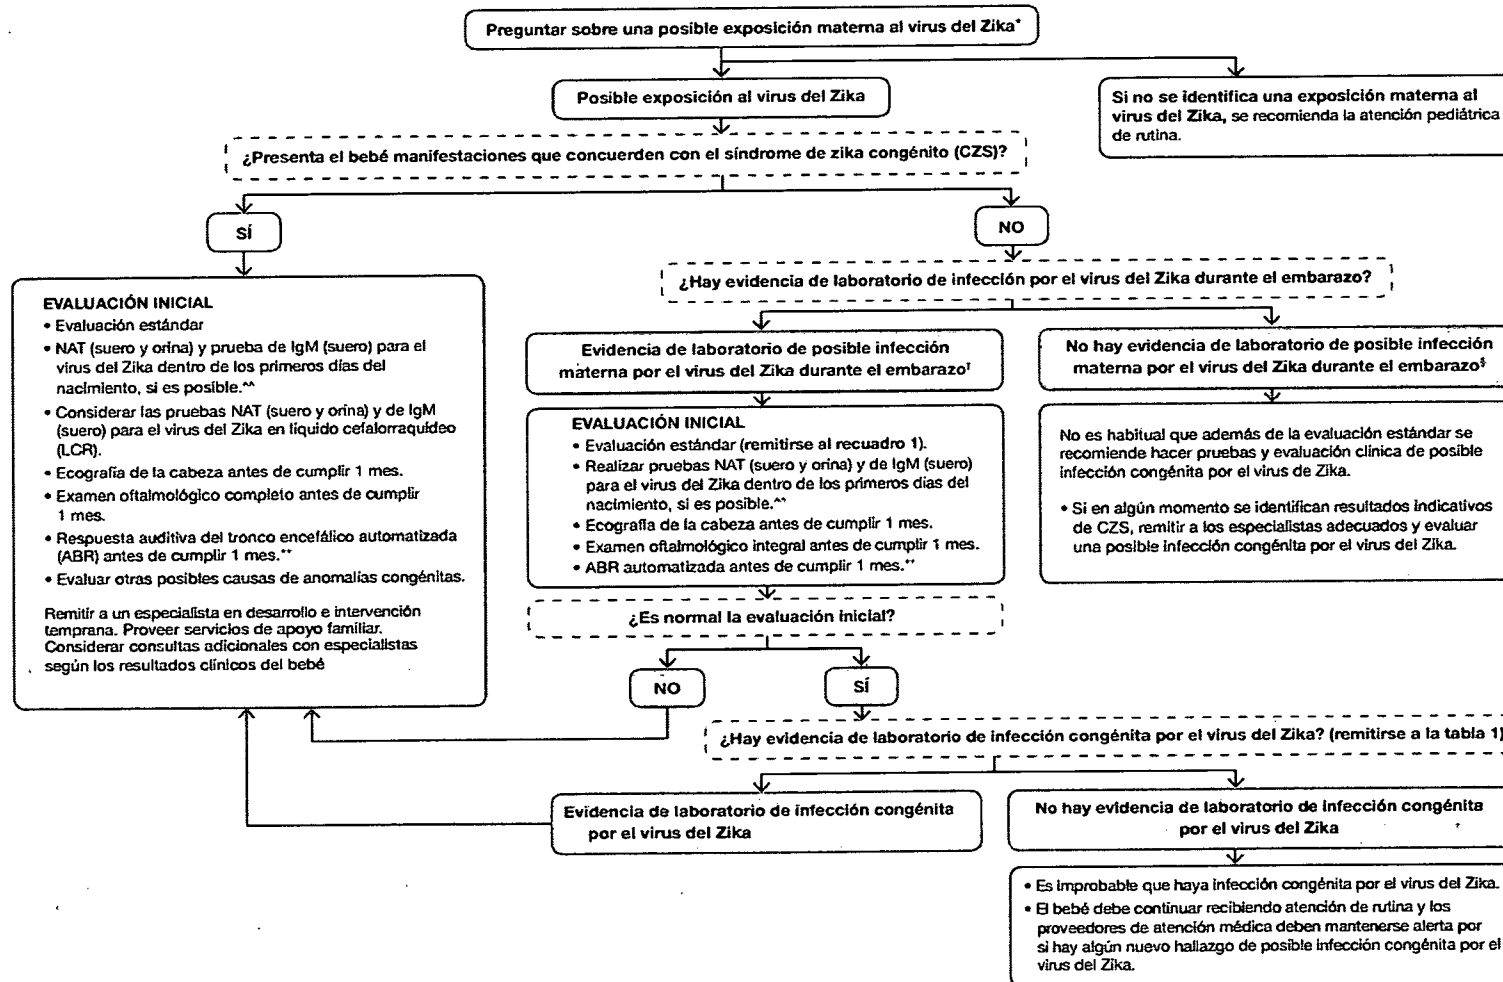 Preguntar sobre una posible exposición materna al virus del Zika*
Posible exposición al virus del Zika
Si no se identifica una exposición materna al
virus del Zika, se recomienda la atención pediátrica
de rutina.
¿Presenta el bebé manifestaciones que concuerden con el síndrome de zika congénito (CZS)?
SÍ
NO
EVALUACIÓN INICIAL
• Evaluación estándar
• NAT (suero y orina) y prueba de IgM (suero) para el
virus del Zika dentro de los primeros días del
nacimiento, si es posible.^^
• Considerar las pruebas NAT (suero y orina) y de IgM
(suero) para el virus del Zika en líquido cefalorraquídeo
(LCR).
• Ecografía de la cabeza antes de cumplir 1 mes.
• Examen oftalmológico completo antes de cumplir
1 mes.
• Respuesta auditiva del tronco encefálico automatizada
(ABR) antes de cumplir 1 mes.**
• Evaluar otras posibles causas de anomalías congénitas.
Remitir a un especialista en desarrollo e intervención
temprana. Proveer servicios de apoyo familiar.
Considerar consultas adicionales con especialistas
según los resultados clínicos del bebé
¿Hay evidencia de laboratorio de infección por el virus del Zika durante el embarazo?
Evidencia de laboratorio de posible infección
materna por el virus del Zika durante el embarazo†
No hay evidencia de laboratorio de posible infección
materna por el virus del Zika durante el embarazo§
EVALUACIÓN INICIAL
• Evaluación estándar (remitirse al recuadro 1).
• Realizar pruebas NAT (suero y orina) y de IgM (suero)
para el virus del Zika dentro de los primeros días del
nacimiento, si es posible.^^
• Ecografía de la cabeza antes de cumplir 1 mes.
• Examen oftalmológico integral antes de cumplir 1 mes.
• ABR automatizada antes de cumplir 1 mes.**
No es habitual que además de la evaluación estándar se
recomiende hacer pruebas y evaluación clínica de posible
infección congénita por el virus de Zika.
• Si en algún momento se identifican resultados indicativos
de CZS, remitir a los especialistas adecuados y evaluar
una posible infección congénita por el virus del Zika.
¿Es normal la evaluación inicial?
NO
SÍ
¿Hay evidencia de laboratorio de infección congénita por el virus del Zika? (remitirse a la tabla 1)
Evidencia de laboratorio de infección congénita
por el virus del Zika
No hay evidencia de laboratorio de infección congénita
por el virus del Zika
• Es improbable que haya infección congénita por el virus del Zika.
• El bebé debe continuar recibiendo atención de rutina y los
proveedores de atención médica deben mantenerse alerta por
si hay algún nuevo hallazgo de posible infección congénita por el
virus del Zika.